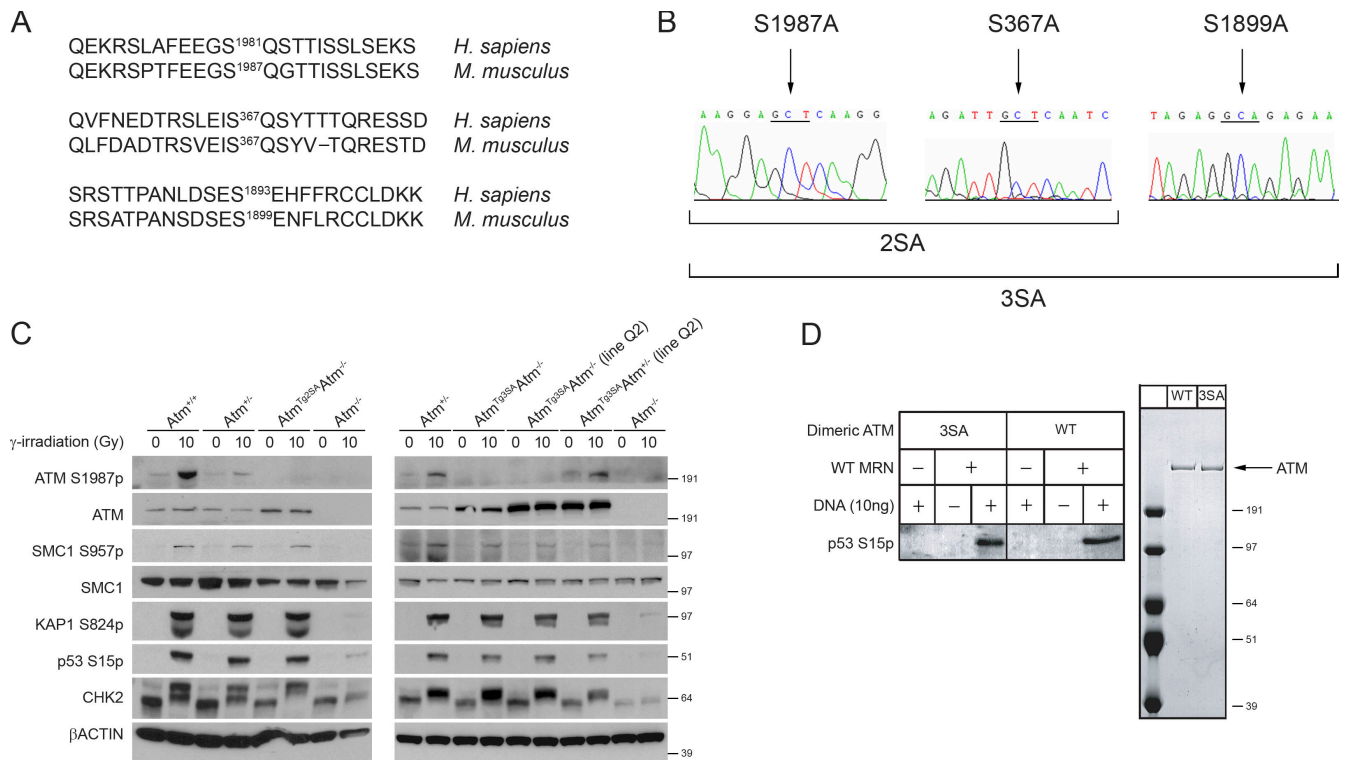 A
QEKRSLAFEEGS1981QSTTISSLSEKS H. sapiens
QEKRSPTFEEGS1987QGTTISSLSEKS M. musculus
QVFNEDTRSLEIS367QSYTTTQRESSD H. sapiens
QLFDADTRSVEIS367QSYV–TQRESTD M. musculus
SRSTTPANLDSES1893EHFFRCCLDKK H. sapiens
SRSATPANSDSES1899ENFLRCCLDKK M. musculus
B
S1987A S367A S1899A
AAGGAGCTCAAGG AGATTGCTCAATC TAGAGGCAGAGAA
2SA
3SA
C
Atm+/+ Atm+/- AtmTg2SAAtm-/- Atm-/- Atm+/- AtmTg3SAAtm-/- AtmTg3SAAtm-/- (line Q2) AtmTg3SAAtm+/- (line Q2) Atm-/-
γ-irradiation (Gy) 0 10 0 10 0 10 0 10 0 10 0 10 0 10 0 10 0 10
ATM S1987p 191
ATM 191
SMC1 S957p 97
SMC1 97
KAP1 S824p 97
p53 S15p 51
CHK2 64
βACTIN 39
D
Dimeric ATM 3SA WT
WT MRN – + – +
DNA (10ng) + – + + – +
p53 S15p
WT 3SA
ATM
191
97
64
51
39